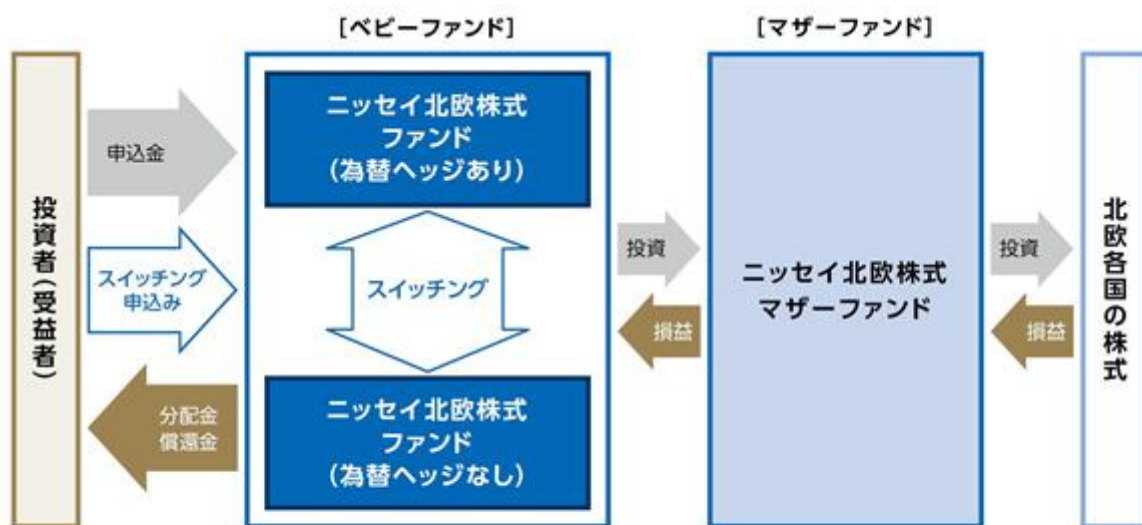 [ベビーファンド]
[マザーファンド]
投資者(受益者)
申込金
スイッチング
申込み
分配金
償還金
ニッセイ北欧株式
ファンド
(為替ヘッジあり)
スイッチング
ニッセイ北欧株式
ファンド
(為替ヘッジなし)
投資
損益
ニッセイ北欧株式
マザーファンド
投資
損益
北欧各国の株式